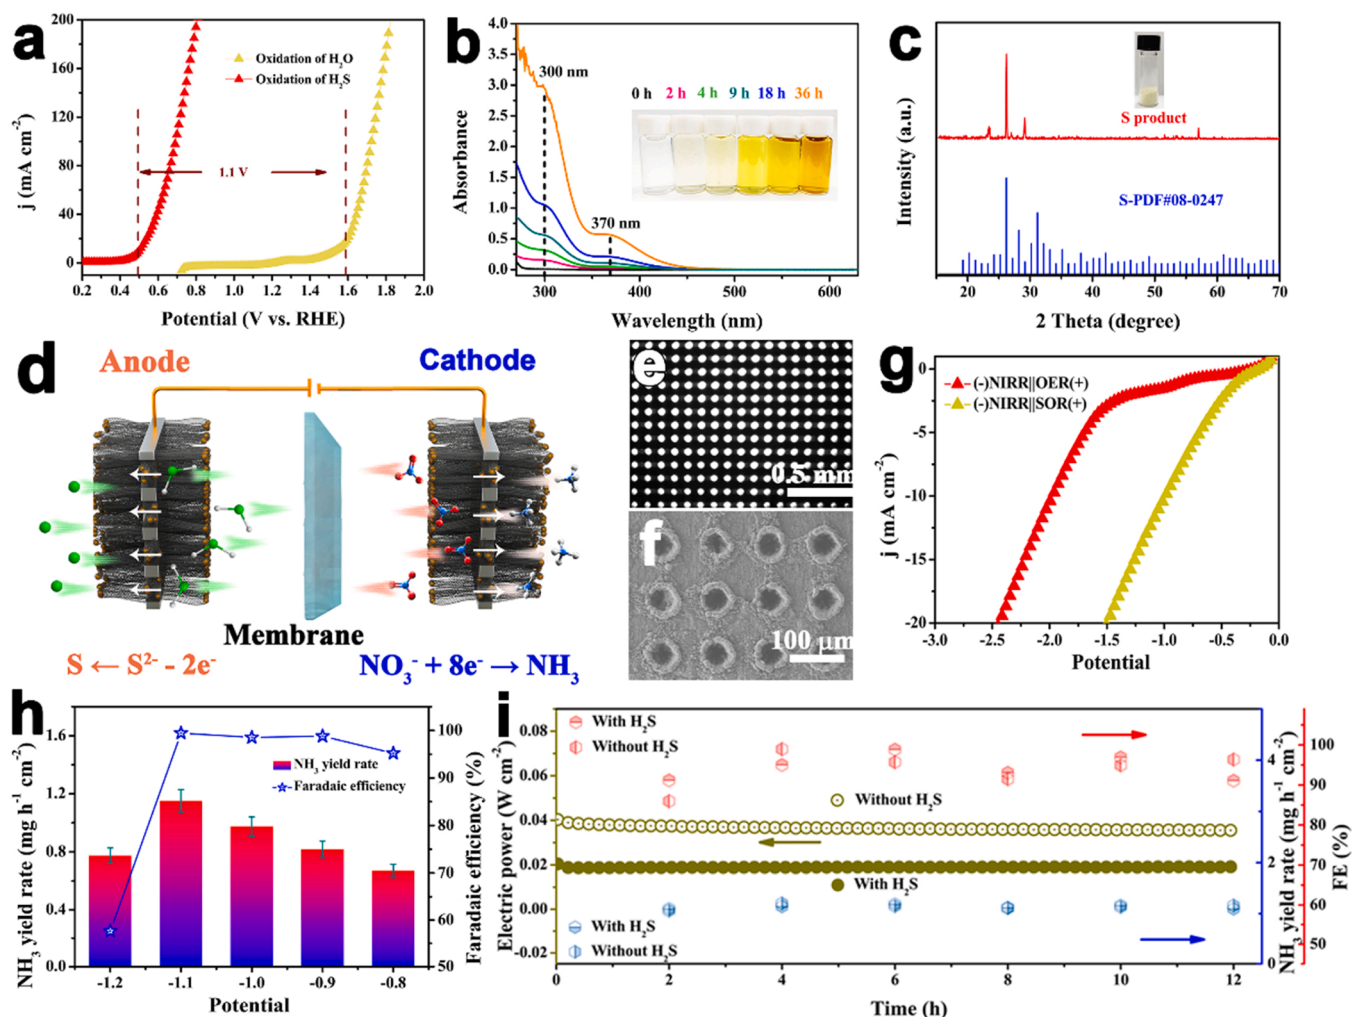 a
200
160
120
80
40
0
j (mA cm⁻²)
Oxidation of H₂O
Oxidation of H₂S
1.1 V
0.2 0.4 0.6 0.8 1.0 1.2 1.4 1.6 1.8 2.0
Potential (V vs. RHE)
b
4.0
3.5
3.0
2.5
2.0
1.5
1.0
0.5
0.0
Absorbance
300 nm
0 h 2 h 4 h 9 h 18 h 36 h
370 nm
300 400 500 600
Wavelength (nm)
c
Intensity (a.u.)
S product
S-PDF#08-0247
20 30 40 50 60 70
2 Theta (degree)
d
Anode
Cathode
Membrane
S ← S²⁻ - 2e⁻
NO₃⁻ + 8e⁻ → NH₃
e
0.5 mm
f
100 μm
g
0
-5
-10
-15
-20
j (mA cm⁻²)
(-)NIRR||OER(+)
(-)NIRR||SOR(+)
-3.0 -2.5 -2.0 -1.5 -1.0 -0.5 0.0
Potential
h
1.6
1.2
0.8
0.4
0.0
NH₃ yield rate (mg h⁻¹ cm⁻²)
NH₃ yield rate
Faradaic efficiency
100
90
80
70
60
50
Faradaic efficiency (%)
-1.2 -1.1 -1.0 -0.9 -0.8
Potential
i
0.08
0.06
0.04
0.02
0.00
-0.02
Electric power (W cm⁻²)
With H₂S
Without H₂S
Without H₂S
With H₂S
With H₂S
Without H₂S
4
2
0
NH₃ yield rate (mg h⁻¹ cm⁻²)
100
90
80
70
60
50
FE (%)
0 2 4 6 8 10 12
Time (h)